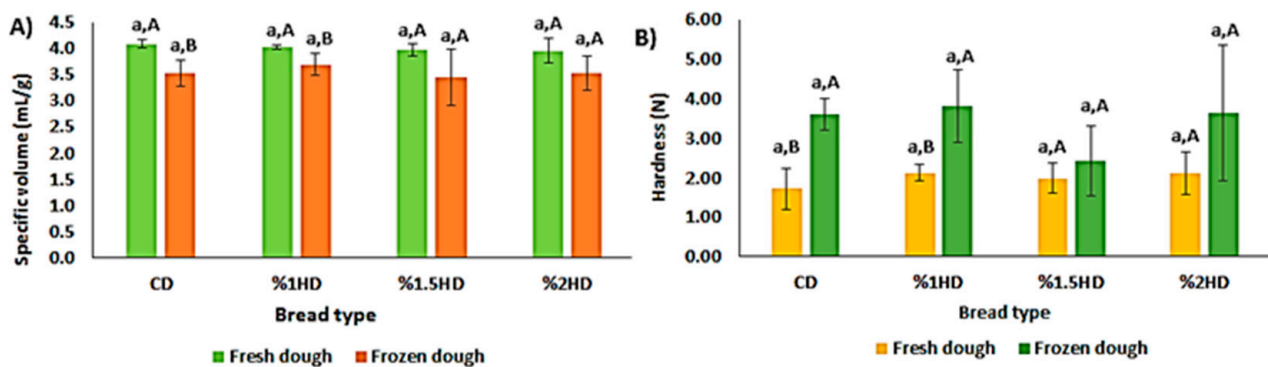 A)
Specific volume (mL/g)
4.5
4.0
3.5
3.0
2.5
2.0
1.5
1.0
0.5
0.0
a,A
a,B
a,A
a,B
a,A
a,A
a,A
a,A
CD
%1HD
%1.5HD
%2HD
Bread type
Fresh dough
Frozen dough
B)
Hardness (N)
6.00
5.00
4.00
3.00
2.00
1.00
0.00
a,B
a,A
a,B
a,A
a,A
a,A
a,A
a,A
CD
%1HD
%1.5HD
%2HD
Bread type
Fresh dough
Frozen dough